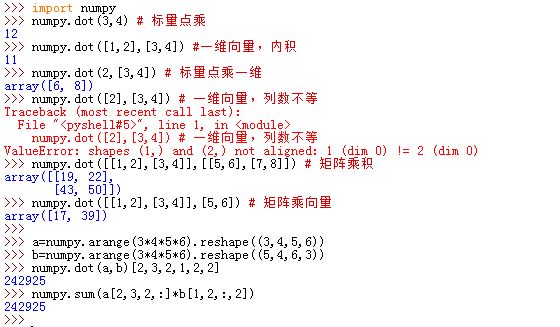 >>> import numpy
>>> numpy.dot(3,4) # 标量点乘
12
>>> numpy.dot([1,2],[3,4]) #一维向量，内积
11
>>> numpy.dot(2,[3,4]) # 标量点乘一维
array([6, 8])
>>> numpy.dot([2],[3,4]) # 一维向量，列数不等
Traceback (most recent call last):
  File "<pyshell#5>", line 1, in <module>
    numpy.dot([2],[3,4]) # 一维向量，列数不等
ValueError: shapes (1,) and (2,) not aligned: 1 (dim 0) != 2 (dim 0)
>>> numpy.dot([[1,2],[3,4]],[[5,6],[7,8]]) # 矩阵乘积
array([[19, 22],
       [43, 50]])
>>> numpy.dot([[1,2],[3,4]],[5,6]) # 矩阵乘向量
array([17, 39])
>>>
>>> a=numpy.arange(3*4*5*6).reshape((3,4,5,6))
>>> b=numpy.arange(3*4*5*6).reshape((5,4,6,3))
>>> numpy.dot(a,b)[2,3,2,1,2,2]
242925
>>> numpy.sum(a[2,3,2,:]*b[1,2,:,2])
242925
>>>